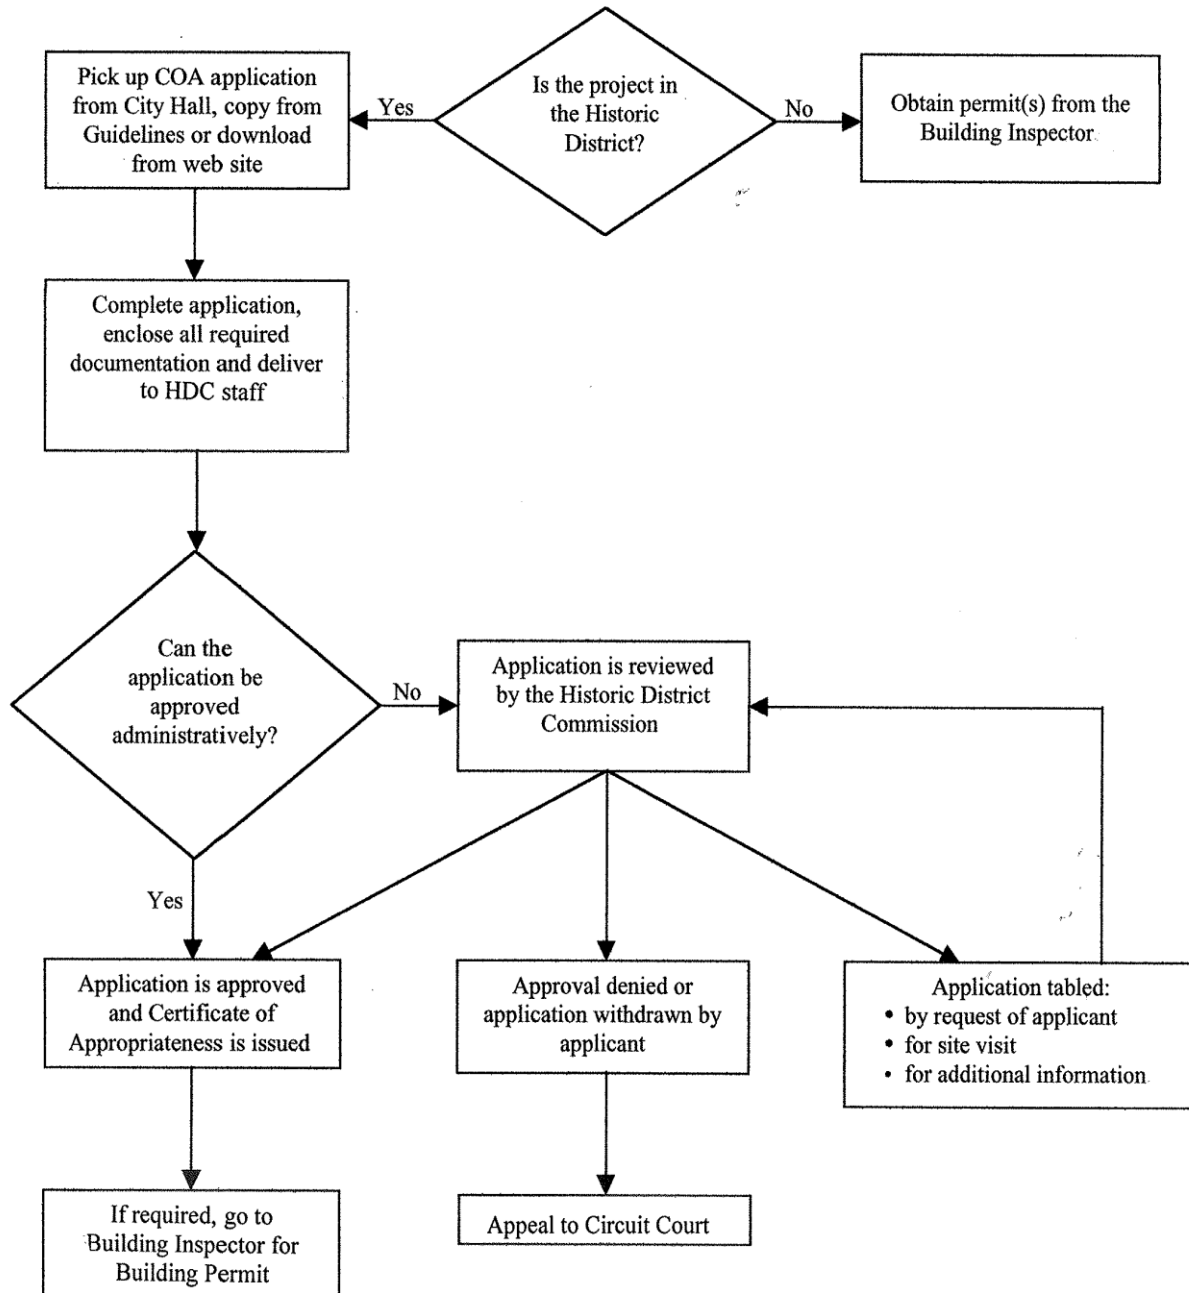 Is the project in
the Historic
District?
Yes
No
Pick up COA application
from City Hall, copy from
Guidelines or download
from web site
Obtain permit(s) from the
Building Inspector
Complete application,
enclose all required
documentation and deliver
to HDC staff
Can the
application be
approved
administratively?
No
Yes
Application is reviewed
by the Historic District
Commission
Application is approved
and Certificate of
Appropriateness is issued
Approval denied or
application withdrawn by
applicant
Application tabled:
• by request of applicant
• for site visit
• for additional information
If required, go to
Building Inspector for
Building Permit
Appeal to Circuit Court